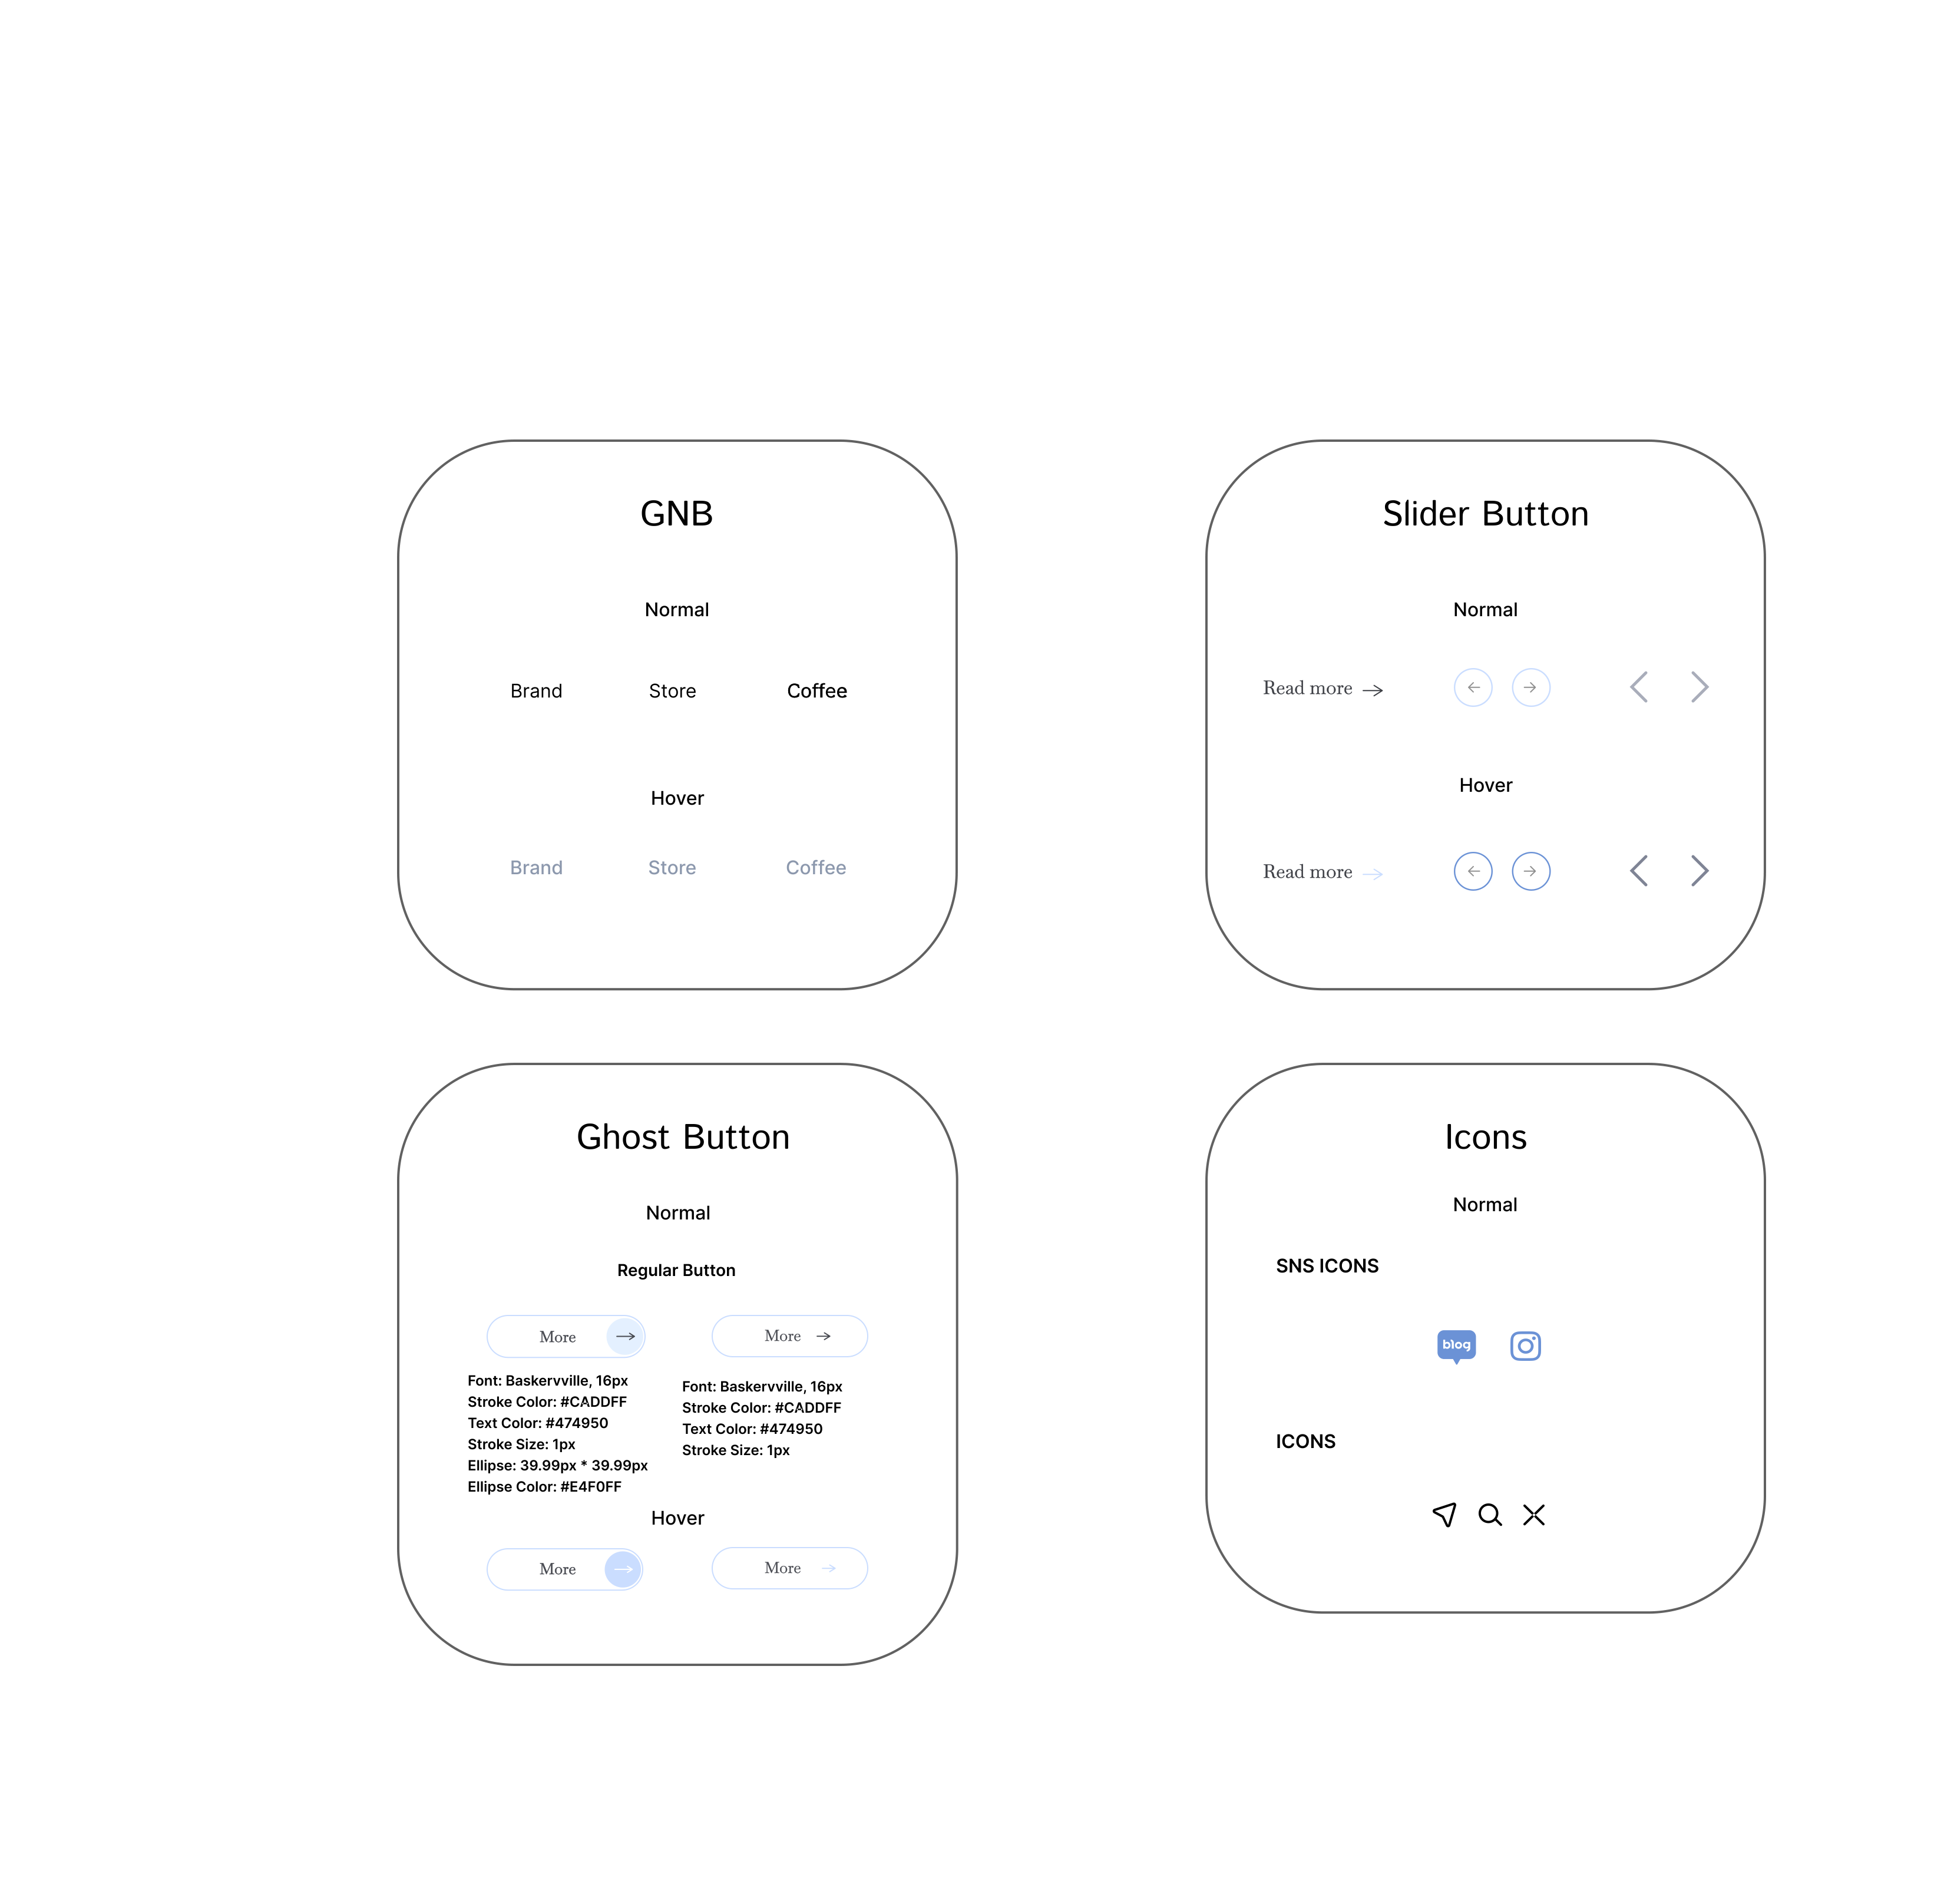 GNB
Normal
Brand Store Coffee
Hover
Brand Store Coffee
Slider Button
Normal
Read more
Hover
Read more
Ghost Button
Normal
Regular Button
More
More
Font: Baskervville, 16px
Stroke Color: #CADDFF
Text Color: #474950
Stroke Size: 1px
Ellipse: 39.99px * 39.99px
Ellipse Color: #E4F0FF
Font: Baskervville, 16px
Stroke Color: #CADDFF
Text Color: #474950
Stroke Size: 1px
Hover
More
More
Icons
Normal
SNS ICONS
blog
ICONS